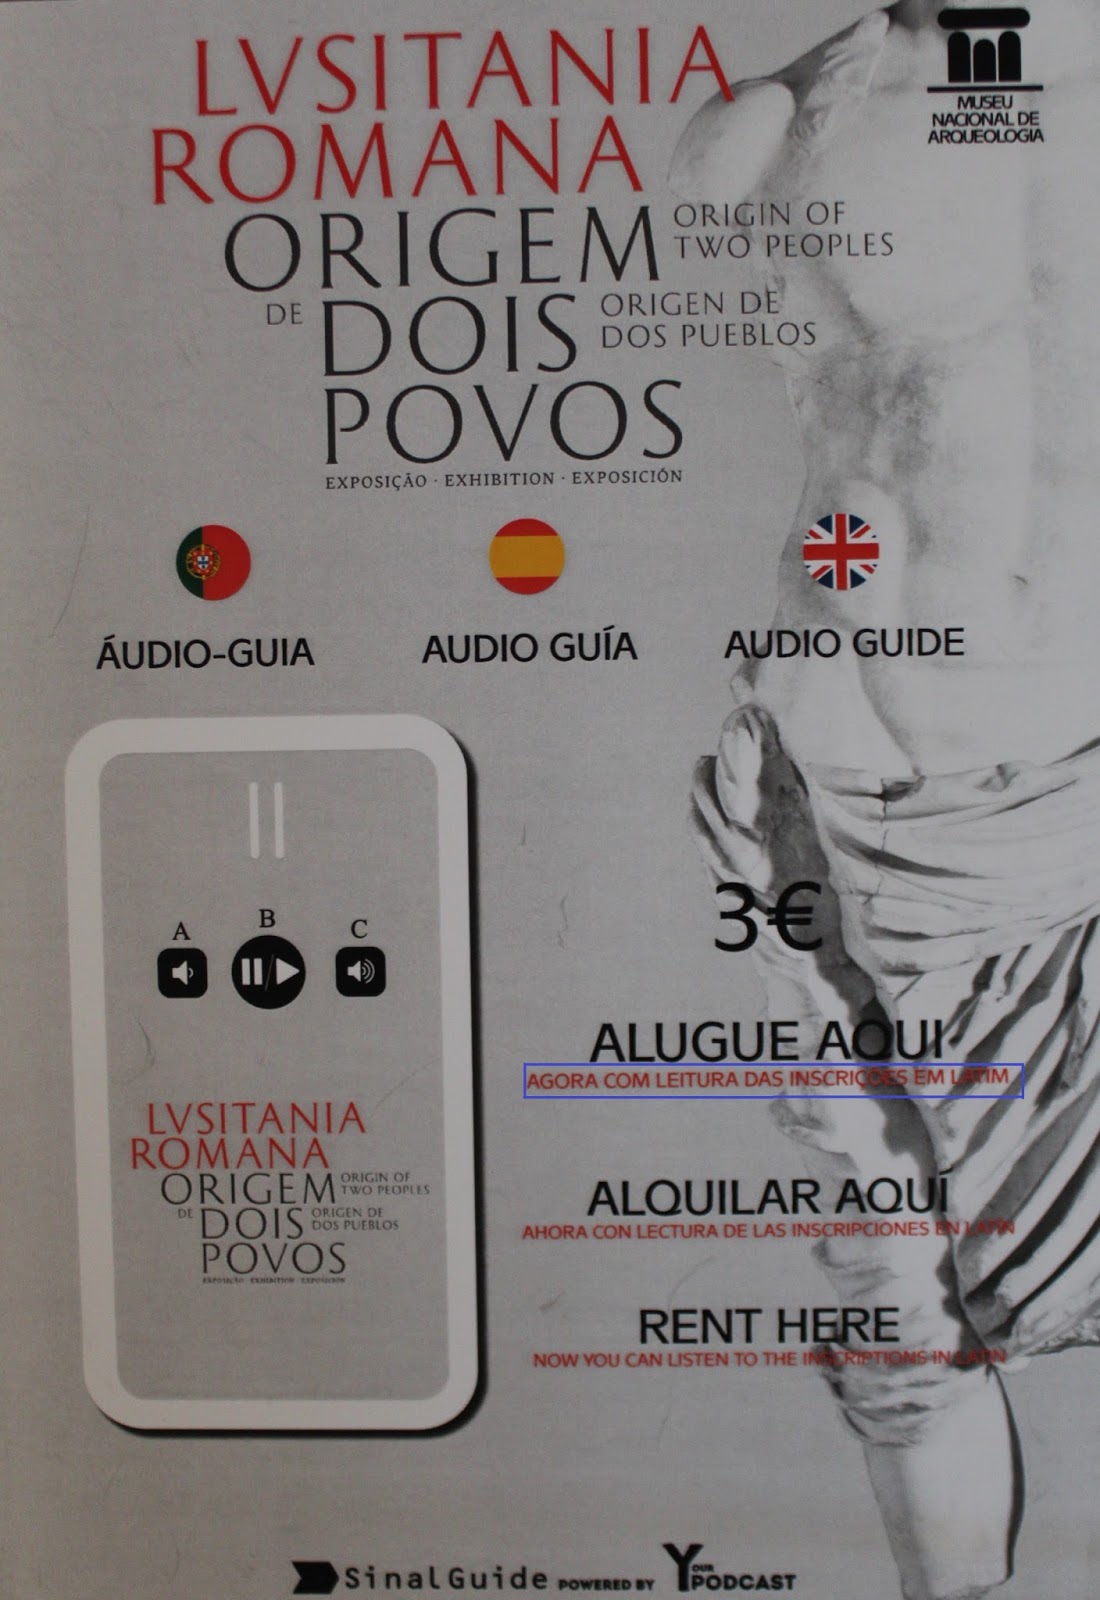 LVSITANIA
ROMANA
ORIGEM
DE DOIS
POVOS
ORIGIN OF
TWO PEOPLES
ORIGEN DE
DOS PUEBLOS
EXPOSIÇÃO · EXHIBITION · EXPOSICIÓN
MUSEU
NACIONAL DE
ARQUEOLOGIA
ÁUDIO-GUIA
AUDIO GUÍA
AUDIO GUIDE
A B C
LVSITANIA
ROMANA
ORIGEM
DE DOIS
POVOS
ORIGIN OF
TWO PEOPLES
ORIGEN DE
DOS PUEBLOS
EXPOSIÇÃO · EXHIBITION · EXPOSICIÓN
3€
ALUGUE AQUI
AGORA COM LEITURA DAS INSCRIÇÕES EM LATIM
ALQUILAR AQUÍ
AHORA CON LECTURA DE LAS INSCRIPCIONES EN LATÍN
RENT HERE
NOW YOU CAN LISTEN TO THE INSCRIPTIONS IN LATIN
SinalGuide POWERED BY YOUR PODCAST